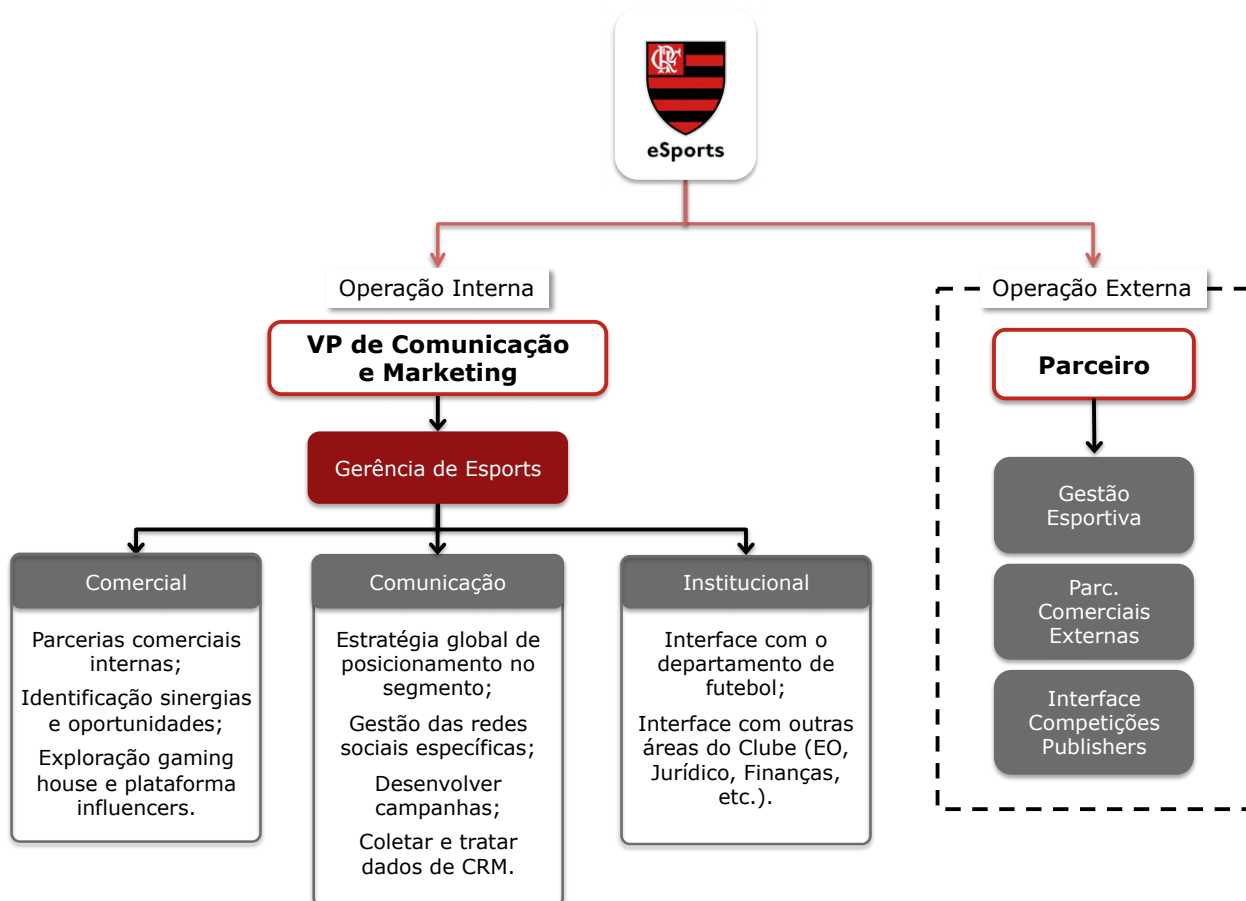 CRF
eSports
Operação Interna
VP de Comunicação
e Marketing
Gerência de Esports
Comercial
Parcerias comerciais
internas;
Identificação sinergias
e oportunidades;
Exploração gaming
house e plataforma
influencers.
Comunicação
Estratégia global de
posicionamento no
segmento;
Gestão das redes
sociais específicas;
Desenvolver
campanhas;
Coletar e tratar
dados de CRM.
Institucional
Interface com o
departamento de
futebol;
Interface com outras
áreas do Clube (EO,
Jurídico, Finanças,
etc.).
Operação Externa
Parceiro
Gestão
Esportiva
Parc.
Comerciais
Externas
Interface
Competições
Publishers